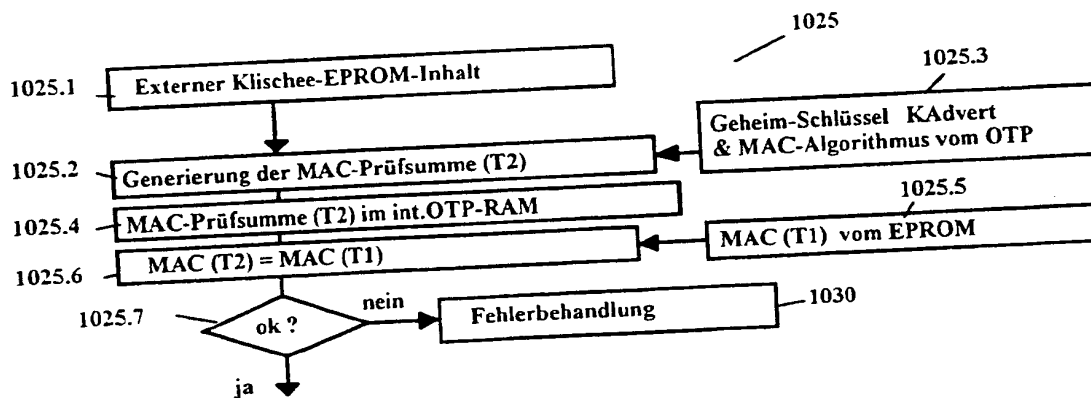 1025
1025.1
Externer Klischee-EPROM-Inhalt
1025.3
Geheim-Schlüssel KAdvert
& MAC-Algorithmus vom OTP
1025.2
Generierung der MAC-Prüfsumme (T2)
1025.4
MAC-Prüfsumme (T2) im int.OTP-RAM
1025.5
MAC (T1) vom EPROM
1025.6
MAC (T2) = MAC (T1)
1025.7
ok ?
nein
Fehlerbehandlung
1030
ja